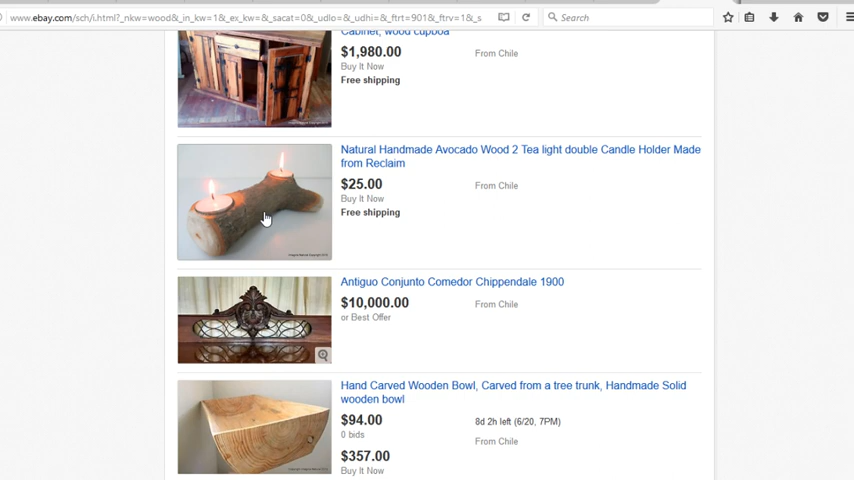 www.ebay.com/sch/i.html?_nkw=wood&_in_kw=1&_ex_kw=&_sacat=0&_udlo=&_udhi=&_ftrt=901&_ftrv=1&_s
Search
Cabinet, wood cupboa
$1,980.00
From Chile
Buy It Now
Free shipping
Natural Handmade Avocado Wood 2 Tea light double Candle Holder Made
from Reclaim
$25.00
From Chile
Buy It Now
Free shipping
Antiguo Conjunto Comedor Chippendale 1900
$10,000.00
From Chile
or Best Offer
Hand Carved Wooden Bowl, Carved from a tree trunk, Handmade Solid
wooden bowl
$94.00
8d 2h left (6/20, 7PM)
0 bids
From Chile
$357.00
Buy It Now